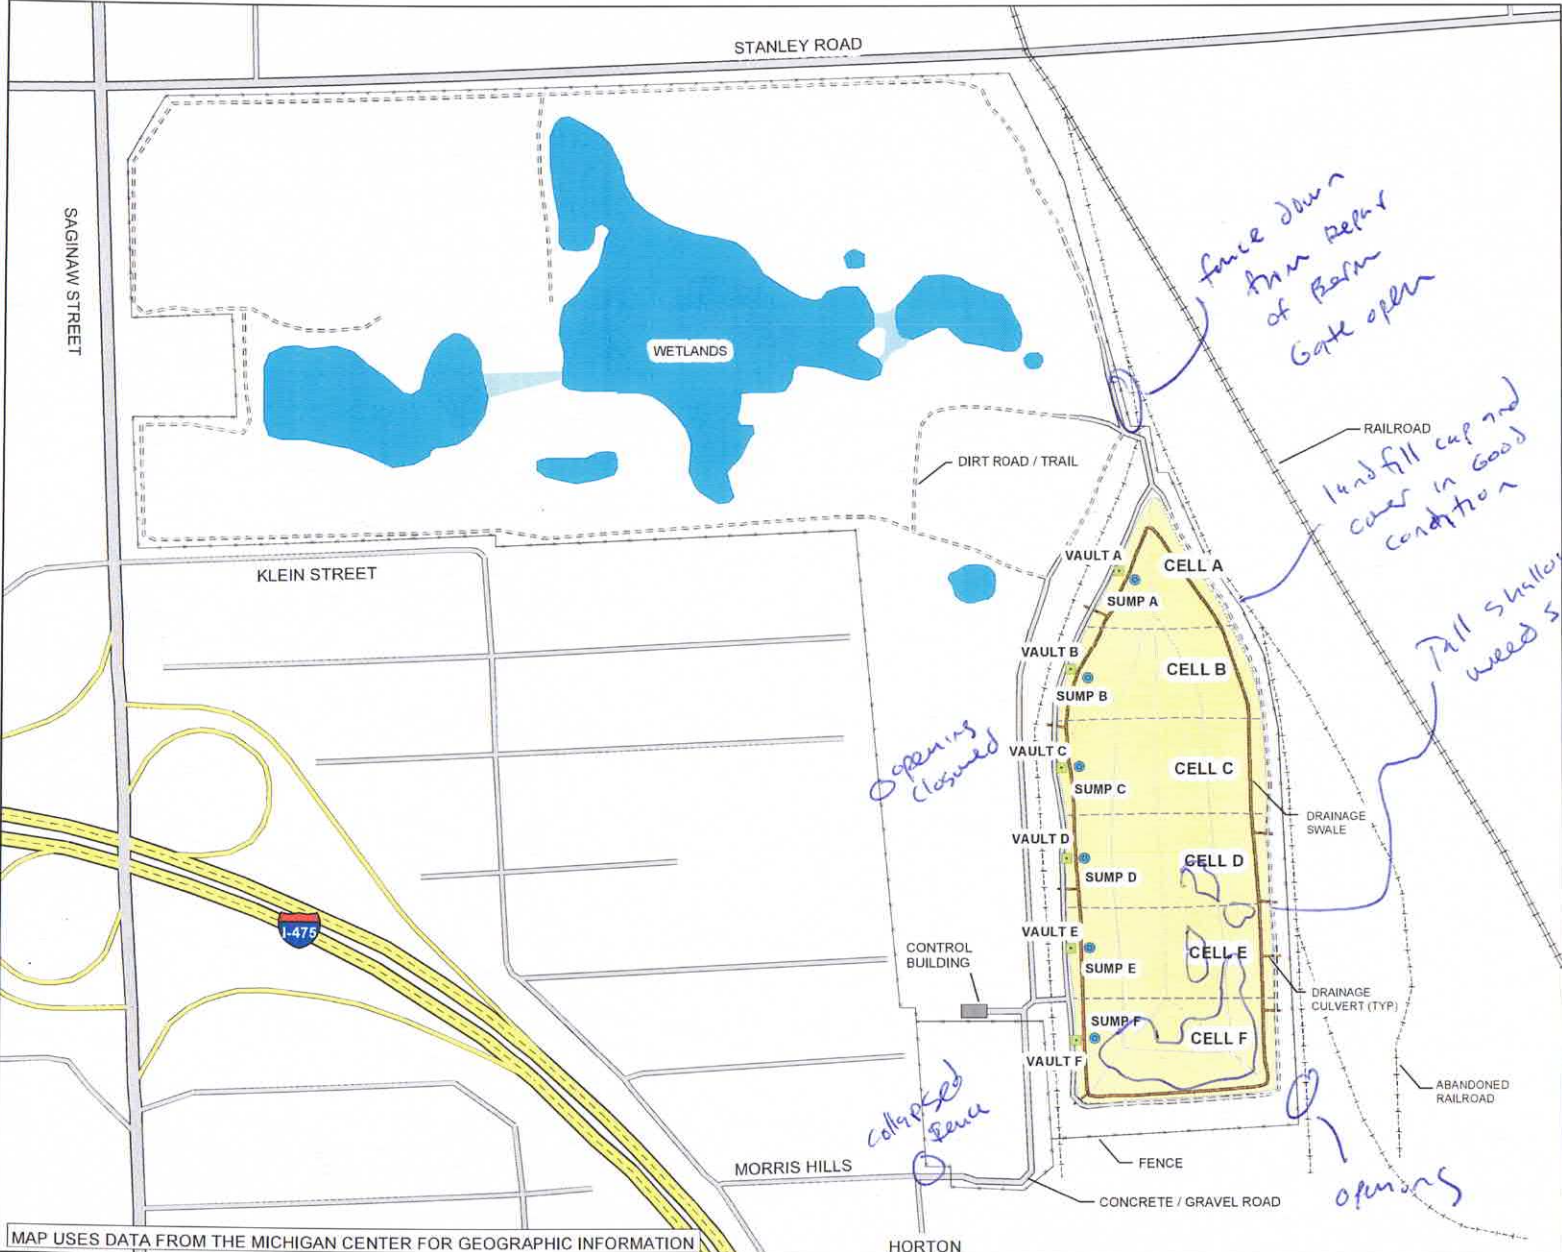 STANLEY ROAD
SAGINAW STREET
fence down
from repair
of Berm
Gate open
WETLANDS
RAILROAD
landfill cap and
cover in Good
condition
DIRT ROAD / TRAIL
KLEIN STREET
VAULT A
CELL A
SUMP A
Tall shallow
weeds
VAULT B
CELL B
SUMP B
opening
closured
VAULT C
CELL C
SUMP C
DRAINAGE
SWALE
VAULT D
CELL D
SUMP D
I-475
VAULT E
CELL E
SUMP E
CONTROL
BUILDING
DRAINAGE
CULVERT (TYP)
SUMP F
CELL F
VAULT F
ABANDONED
RAILROAD
collapsed
fence
MORRIS HILLS
FENCE
CONCRETE / GRAVEL ROAD
opening
MAP USES DATA FROM THE MICHIGAN CENTER FOR GEOGRAPHIC INFORMATION
HORTON